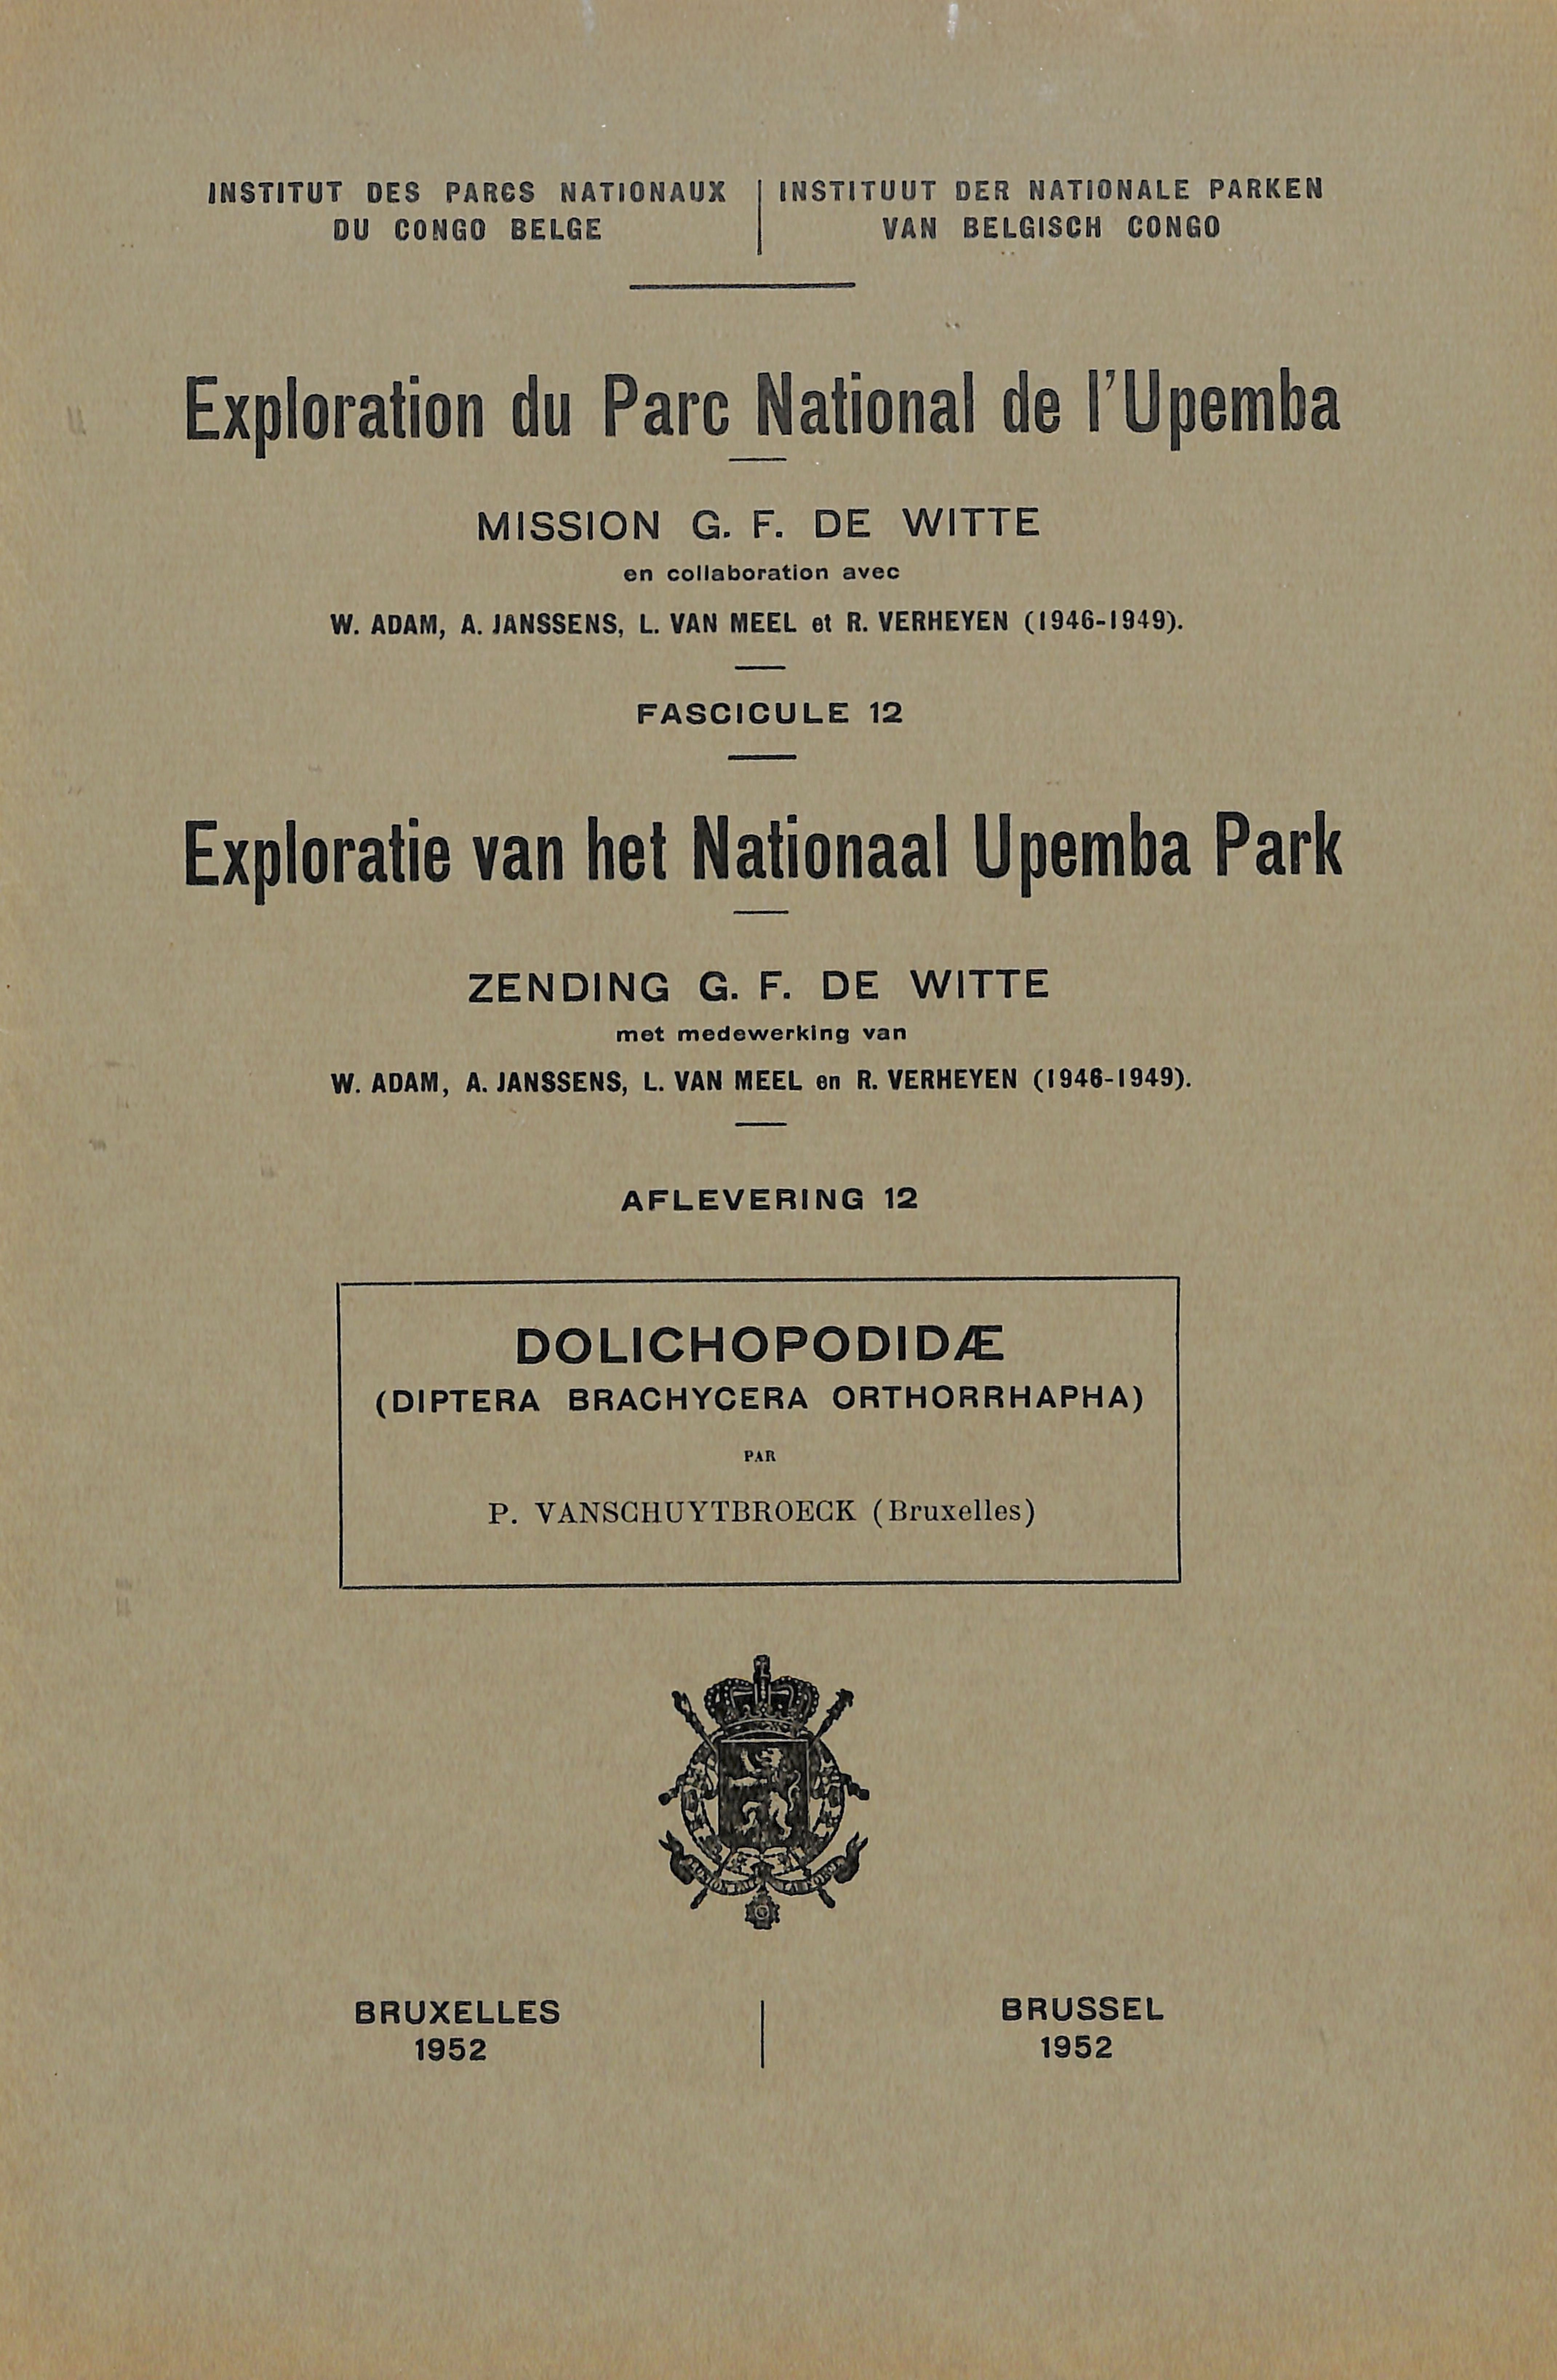 INSTITUT DES PARCS NATIONAUX
DU CONGO BELGE
INSTITUUT DER NATIONALE PARKEN
VAN BELGISCH CONGO
Exploration du Parc National de l'Upemba
MISSION G. F. DE WITTE
en collaboration avec
W. ADAM, A. JANSSENS, L. VAN MEEL et R. VERHEYEN (1946-1949).
FASCICULE 12
Exploratie van het Nationaal Upemba Park
ZENDING G. F. DE WITTE
met medewerking van
W. ADAM, A. JANSSENS, L. VAN MEEL en R. VERHEYEN (1946-1949).
AFLEVERING 12
DOLICHOPODIDÆ
(DIPTERA BRACHYCERA ORTHORRHAPHA)
PAR
P. VANSCHUYTBROECK (Bruxelles)
BRUXELLES
1952
BRUSSEL
1952